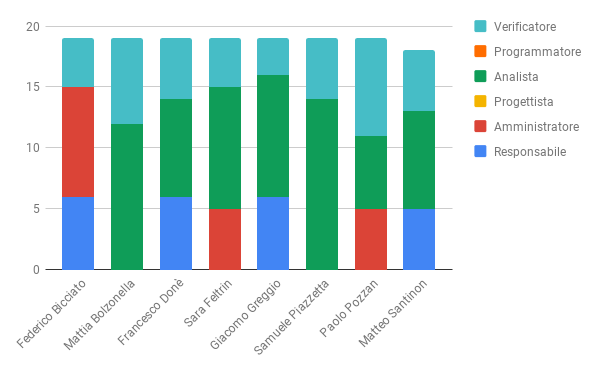 20
15
10
5
0
Federico Bicciato
Mattia Bolzonella
Francesco Donè
Sara Feltrin
Giacomo Greggio
Samuele Piazzetta
Paolo Pozzan
Matteo Santinon
Verificatore
Programmatore
Analista
Progettista
Amministratore
Responsabile